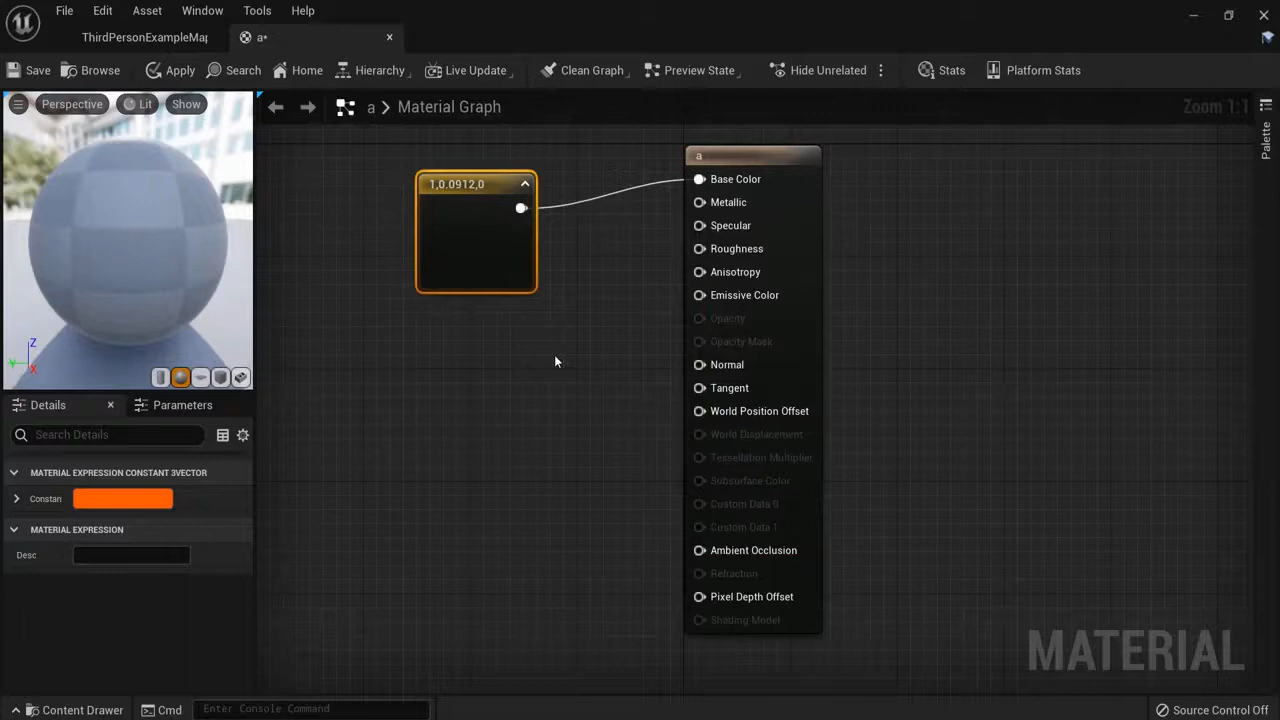 File Edit Asset Window Tools Help
ThirdPersonExampleMap
a*
Save Browse Apply Search Home Hierarchy Live Update Clean Graph Preview State Hide Unrelated Stats Platform Stats
Perspective Lit Show
a > Material Graph
Zoom 1:1
Palette
1,0.0912,0
a
Base Color
Metallic
Specular
Roughness
Anisotropy
Emissive Color
Opacity
Opacity Mask
Normal
Tangent
World Position Offset
World Displacement
Tessellation Multiplier
Subsurface Color
Custom Data 0
Custom Data 1
Ambient Occlusion
Refraction
Pixel Depth Offset
Shading Model
Z
Y
X
Details Parameters
Search Details
MATERIAL EXPRESSION CONSTANT 3VECTOR
Constan
MATERIAL EXPRESSION
Desc
MATERIAL
Content Drawer Cmd Enter Console Command Source Control Off